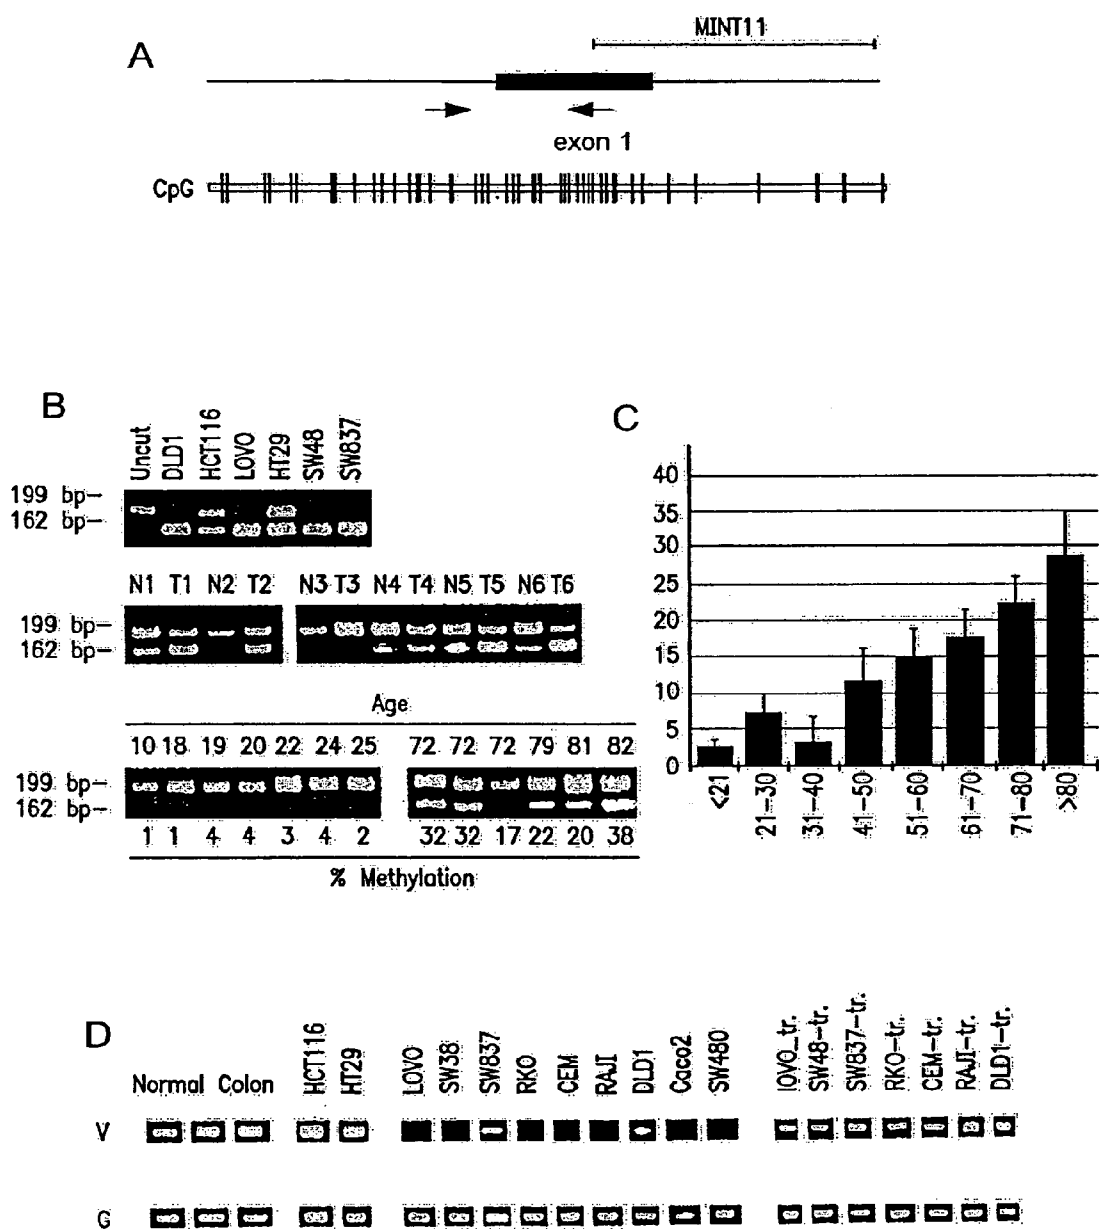 MINT11
A
exon 1
CpG
B
Uncut DLD1 HCT116 LOVO HT29 SW48 SW837
199 bp-
162 bp-
N1 T1 N2 T2 N3 T3 N4 T4 N5 T5 N6 T6
199 bp-
162 bp-
Age
10 18 19 20 22 24 25 72 72 72 79 81 82
199 bp-
162 bp-
1 1 4 4 3 4 2 32 32 17 22 20 38
% Methylation
C
40
35
30
25
20
15
10
5
0
<21 21-30 31-40 41-50 51-60 61-70 71-80 >80
D
Normal Colon HCT116 HT29 LOVO SW38 SW837 RKO CEM RAJI DLD1 Caco2 SW480 lOVO_tr. SW48-tr. SW837-tr. RKO-tr. CEM-tr. RAJI-tr. DLD1-tr.
V
G